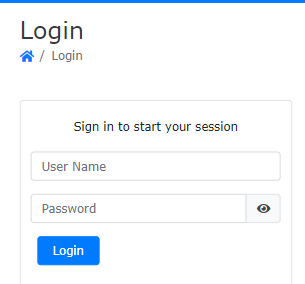 Login
/ Login
Sign in to start your session
User Name
Password
Login